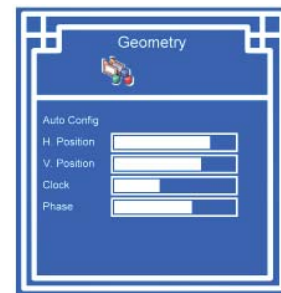 Geometry
Auto Config
H. Position
V. Position
Clock
Phase